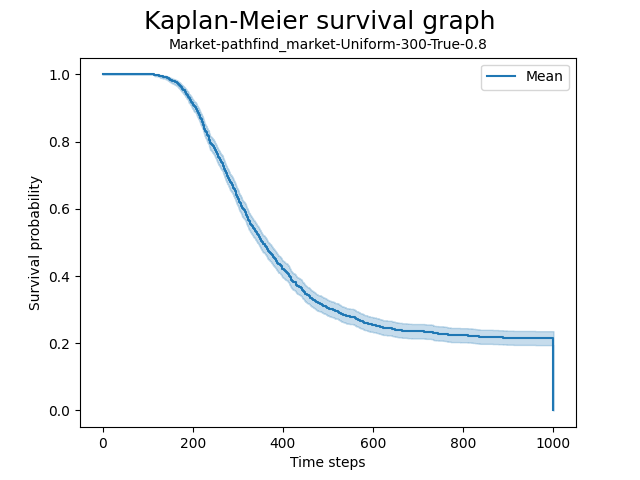 Kaplan-Meier survival graph
Market-pathfind_market-Uniform-300-True-0.8
Mean
1.0
0.8
0.6
0.4
0.2
0.0
Survival probability
0 200 400 600 800 1000
Time steps